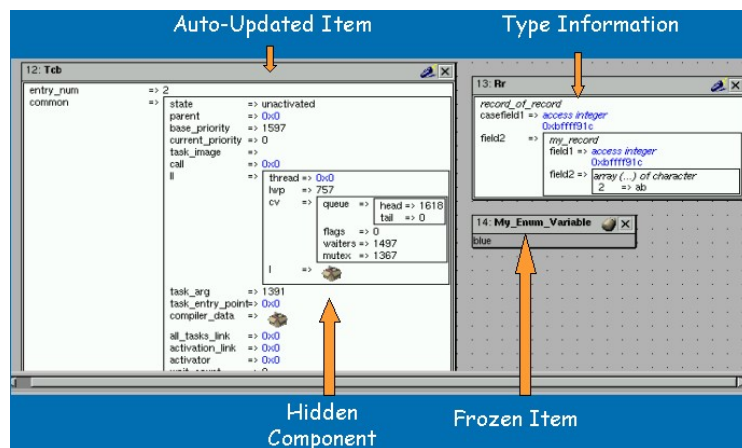 Auto-Updated Item
Type Information
12: Tcb
entry_num => 2
common => state => unactivated
parent => 0x0
base_priority => 1597
current_priority => 0
task_image =>
call => 0x0
ll => thread => 0x0
lwp => 757
cv => queue => head => 1618
tail => 0
flags => 0
waiters => 1497
mutex => 1367
l =>
task_arg => 1391
task_entry_point=> 0x0
compiler_data =>
all_tasks_link => 0x0
activation_link => 0x0
activator => 0x0
13: Rr
record_of_record
casefield1 => access integer
0xbffff91c
field2 => my_record
field1 => access integer
0xbffff91c
field2 => array (...) of character
2 => ab
14: My_Enum_Variable
blue
Hidden
Component
Frozen Item